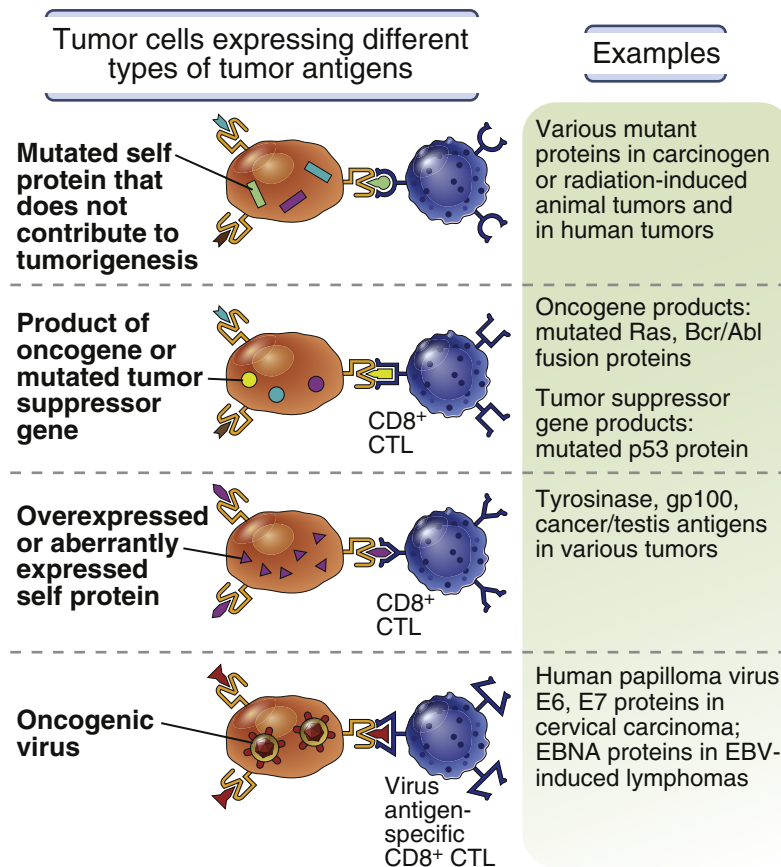 Tumor cells expressing different
types of tumor antigens
Examples
Mutated self
protein that
does not
contribute to
tumorigenesis
Various mutant
proteins in carcinogen
or radiation-induced
animal tumors and
in human tumors
Product of
oncogene or
mutated tumor
suppressor
gene
CD8+
CTL
Oncogene products:
mutated Ras, Bcr/Abl
fusion proteins
Tumor suppressor
gene products:
mutated p53 protein
Overexpressed
or aberrantly
expressed
self protein
CD8+
CTL
Tyrosinase, gp100,
cancer/testis antigens
in various tumors
Oncogenic
virus
Virus
antigen-
specific
CD8+ CTL
Human papilloma virus
E6, E7 proteins in
cervical carcinoma;
EBNA proteins in EBV-
induced lymphomas